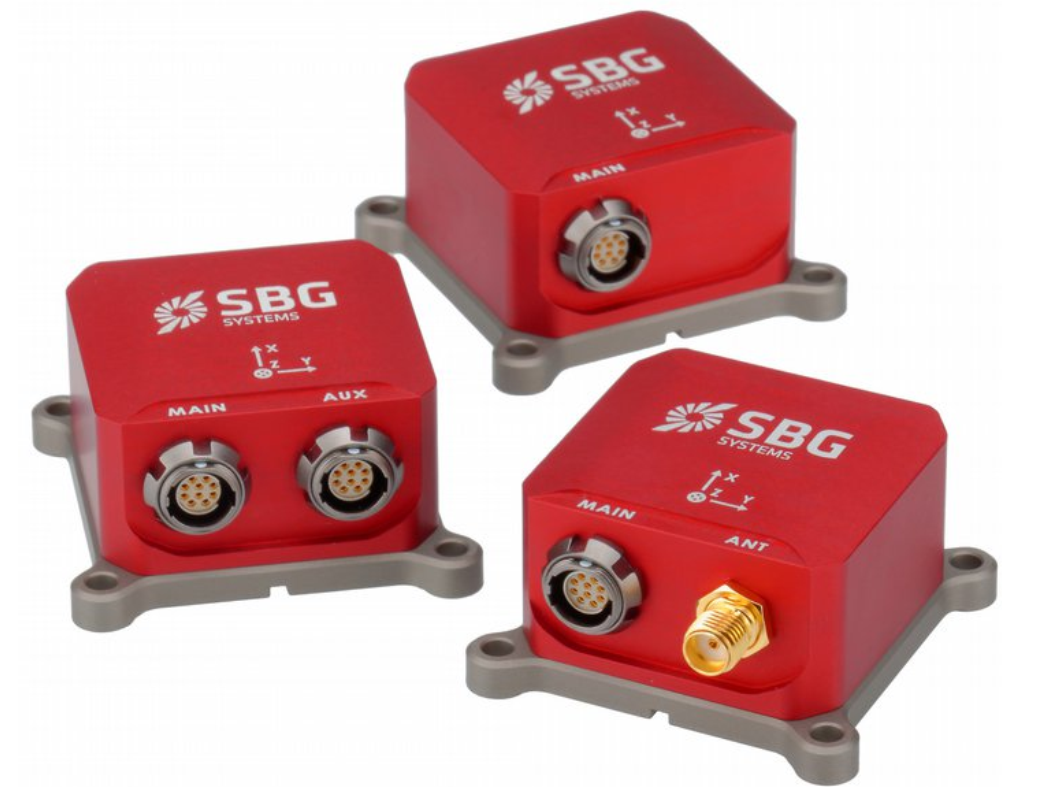 SBG
SYSTEMS
X
Z Y
MAIN
SBG
SYSTEMS
X
Z Y
MAIN AUX
SBG
SYSTEMS
X
Z Y
MAIN
ANT